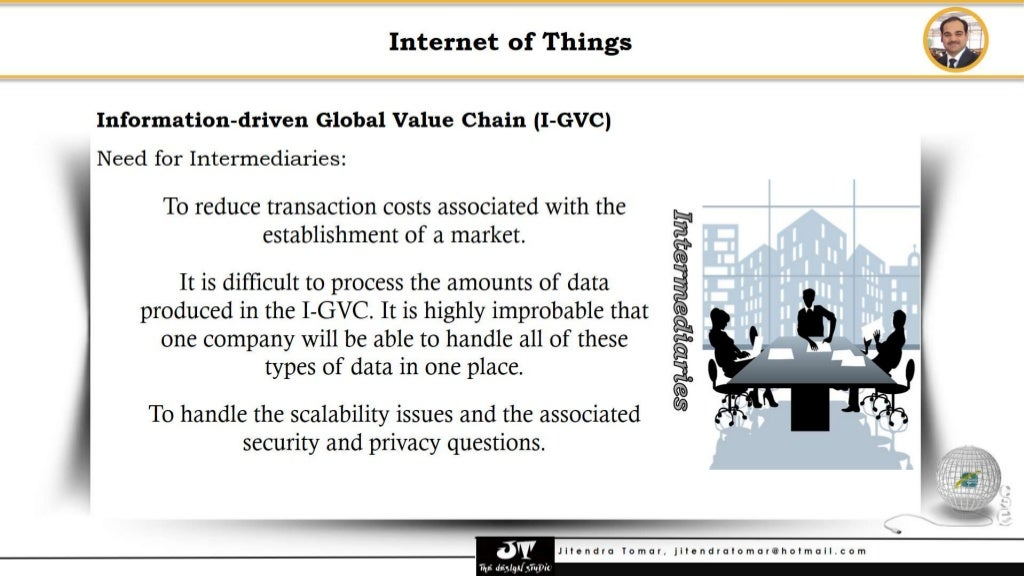 Internet of Things
Information-driven Global Value Chain (I-GVC)
Need for Intermediaries:
To reduce transaction costs associated with the
establishment of a market.
It is difficult to process the amounts of data
produced in the I-GVC. It is highly improbable that
one company will be able to handle all of these
types of data in one place.
To handle the scalability issues and the associated
security and privacy questions.
Intermediaries
JT
The Design Studio
Jitendra Tomar, jitendratomar@hotmail.com